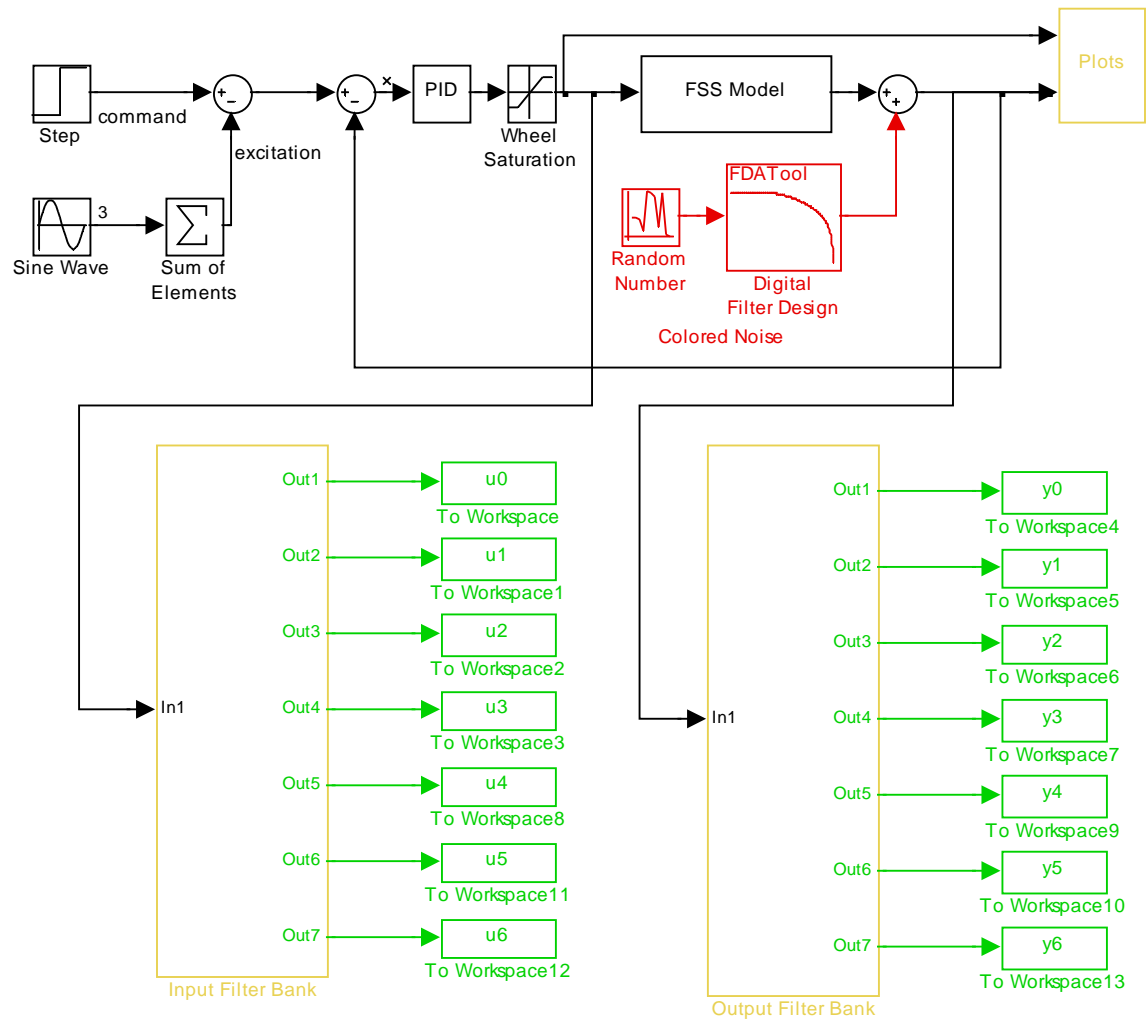 Plots
PID
FSS Model
+
−
+
−
+
+
command
Step
Wheel
Saturation
excitation
FDATool
3
Sine Wave
Sum of
Elements
Random
Number
Digital
Filter Design
Colored Noise
In1
Out1
u0
To Workspace
Out2
u1
To Workspace1
Out3
u2
To Workspace2
Out4
u3
To Workspace3
Out5
u4
To Workspace8
Out6
u5
To Workspace11
Out7
u6
To Workspace12
Input Filter Bank
In1
Out1
y0
To Workspace4
Out2
y1
To Workspace5
Out3
y2
To Workspace6
Out4
y3
To Workspace7
Out5
y4
To Workspace9
Out6
y5
To Workspace10
Out7
y6
To Workspace13
Output Filter Bank